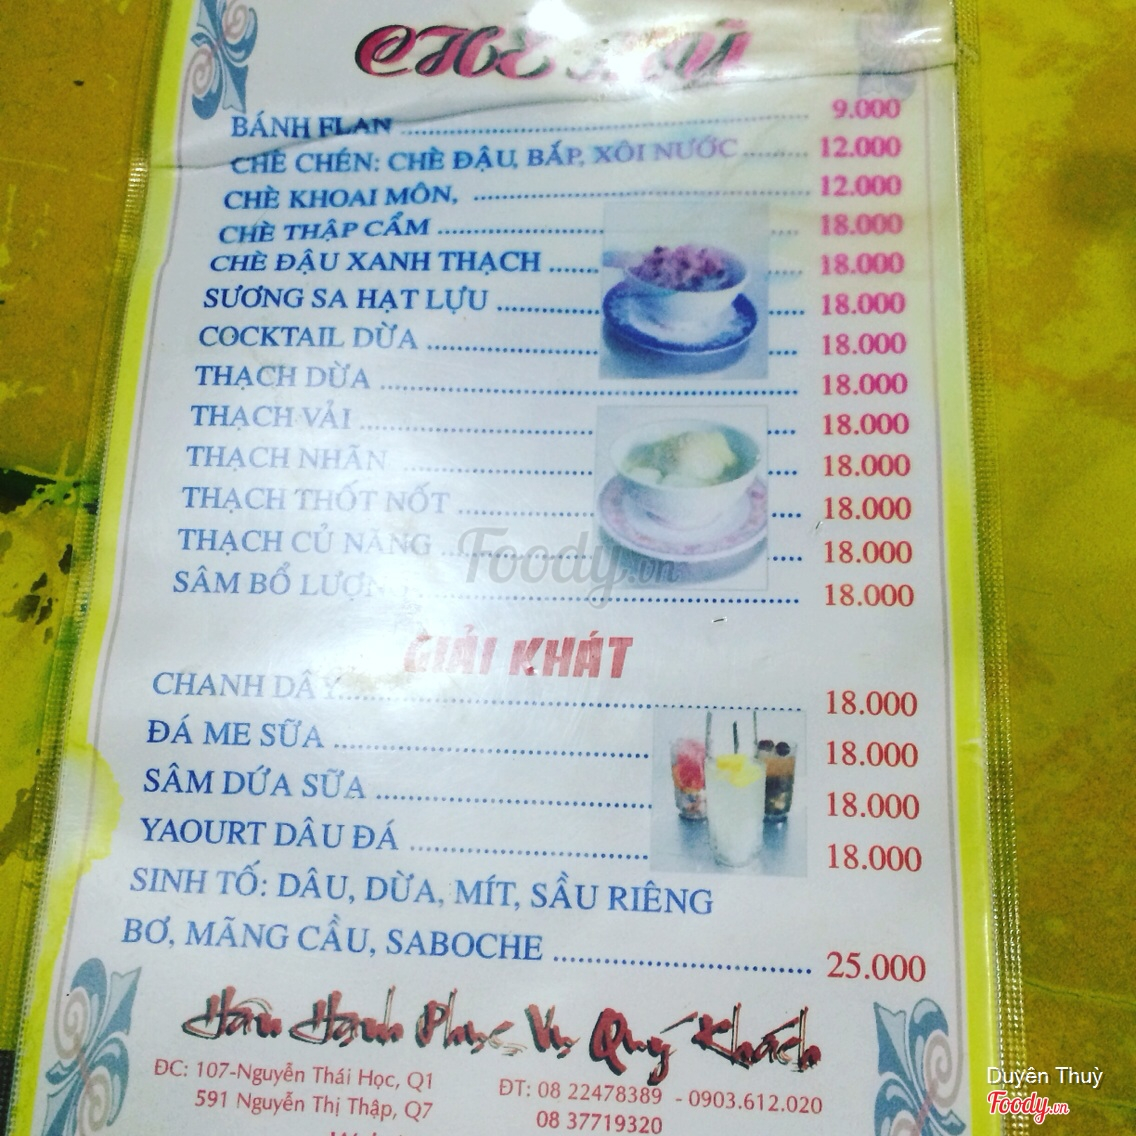 CHÈ
BÁNH FLAN ........ 9.000
CHÈ CHÉN: CHÈ ĐẬU, BẮP, XÔI NƯỚC ........ 12.000
CHÈ KHOAI MÔN, ........ 12.000
CHÈ THẬP CẨM ........ 18.000
CHÈ ĐẬU XANH THẠCH ........ 18.000
SƯƠNG SA HẠT LỰU ........ 18.000
COCKTAIL DỪA ........ 18.000
THẠCH DỪA ........ 18.000
THẠCH VẢI ........ 18.000
THẠCH NHÃN ........ 18.000
THẠCH THỐT NỐT ........ 18.000
THẠCH CỦ NĂNG ........ 18.000
SÂM BỔ LƯỢNG ........ 18.000
Foody.vn
GIẢI KHÁT
CHANH DÂY ........ 18.000
ĐÁ ME SỮA ........ 18.000
SÂM DỨA SỮA ........ 18.000
YAOURT DÂU ĐÁ ........ 18.000
SINH TỐ: DÂU, DỪA, MÍT, SẦU RIÊNG
BƠ, MÃNG CẦU, SABOCHE ........ 25.000
Hân Hạnh Phục Vụ Quý Khách
ĐC: 107-Nguyễn Thái Học, Q1
591 Nguyễn Thị Thập, Q7
ĐT: 08 22478389 - 0903.612.020
08 37719320
Duyên Thuỳ
Foody.vn